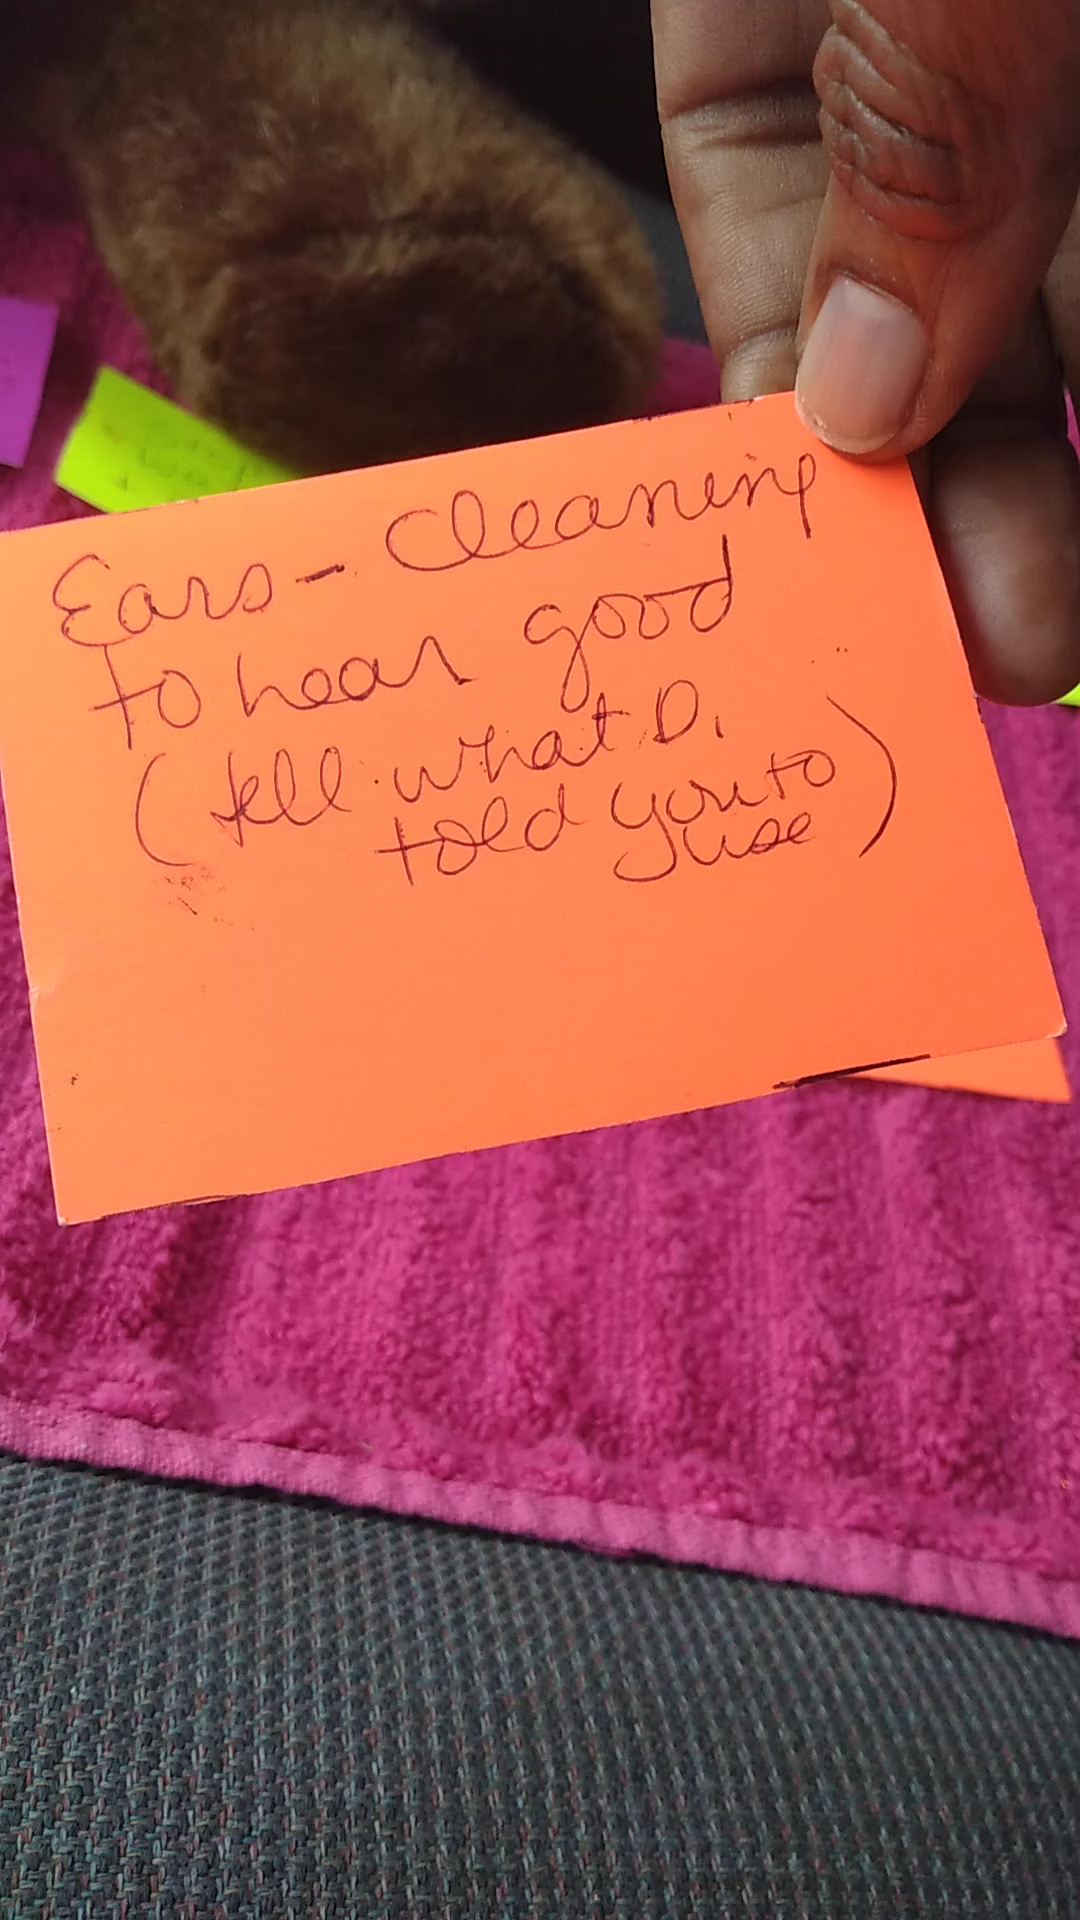 Ears - Cleaning
to hear good
(tell what D.
told you to
use)